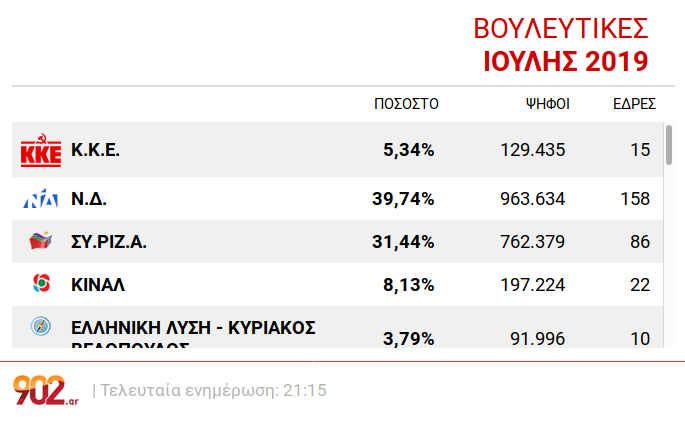 ΒΟΥΛΕΥΤΙΚΕΣ
ΙΟΥΛΗΣ 2019
ΠΟΣΟΣΤΟ ΨΗΦΟΙ ΕΔΡΕΣ
ΚΚΕ Κ.Κ.Ε. 5,34% 129.435 15
ΝΔ Ν.Δ. 39,74% 963.634 158
ΣΥ.ΡΙΖ.Α. 31,44% 762.379 86
ΚΙΝΑΛ 8,13% 197.224 22
ΕΛΛΗΝΙΚΗ ΛΥΣΗ - ΚΥΡΙΑΚΟΣ
ΒΕΛΟΠΟΥΛΟΣ 3,79% 91.996 10
902.gr | Τελευταία ενημέρωση: 21:15